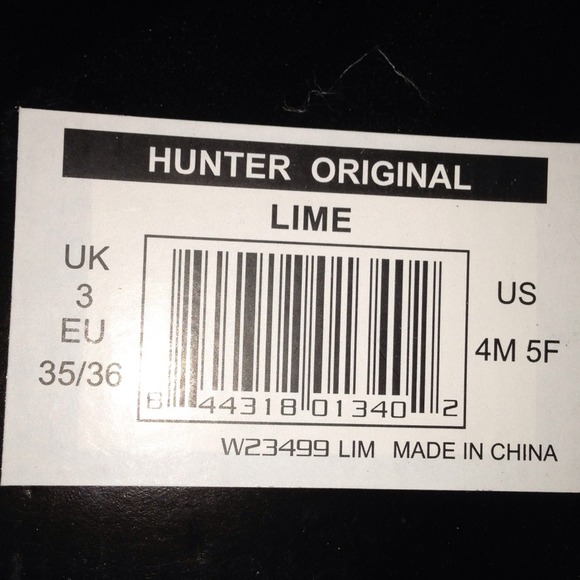 HUNTER ORIGINAL
LIME
UK
3
EU
35/36
US
4M 5F
8 44318 01340 2
W23499 LIM MADE IN CHINA